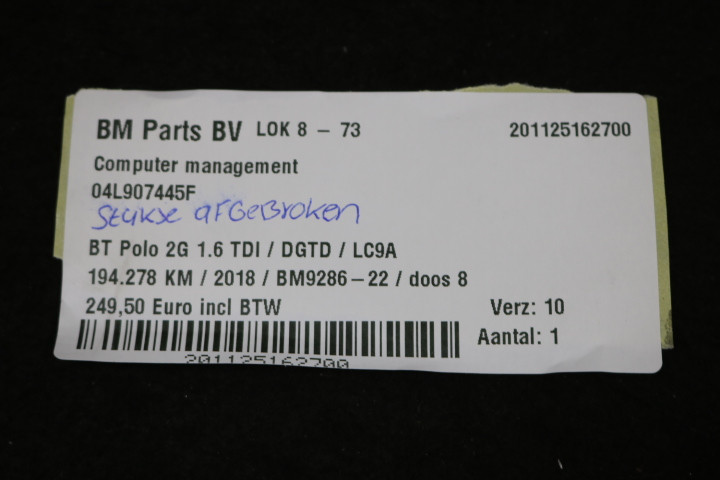 BM Parts BV LOK 8 - 73 201125162700
Computer management
04L907445F
Stukje afgebroken
BT Polo 2G 1.6 TDI / DGTD / LC9A
194.278 KM / 2018 / BM9286-22 / doos 8
249,50 Euro incl BTW Verz: 10
Aantal: 1
201125162700